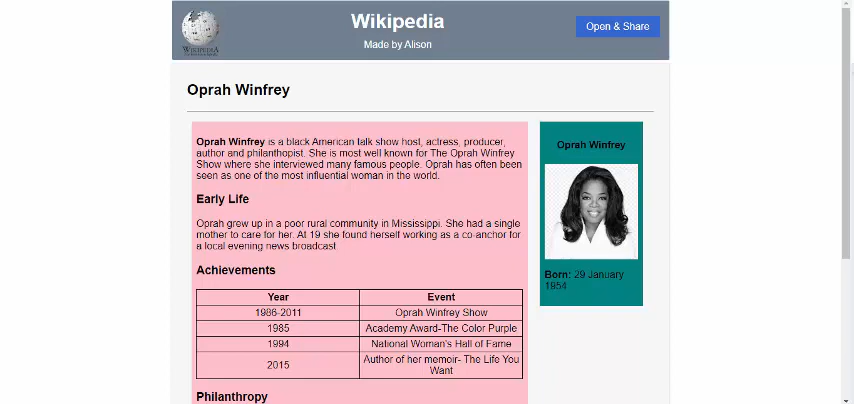 Wikipedia
Made by Alison
Open & Share
WIKIPEDIA
Oprah Winfrey
Oprah Winfrey is a black American talk show host, actress, producer,
author and philanthopist. She is most well known for The Oprah Winfrey
Show where she interviewed many famous people. Oprah has often been
seen as one of the most influential woman in the world.
Early Life
Oprah grew up in a poor rural community in Mississippi. She had a single
mother to care for her. At 19 she found herself working as a co-anchor for
a local evening news broadcast
Achievements
Year Event
1986-2011 Oprah Winfrey Show
1985 Academy Award-The Color Purple
1994 National Woman's Hall of Fame
2015 Author of her memoir- The Life You
Want
Philanthropy
Oprah Winfrey
Born: 29 January
1954